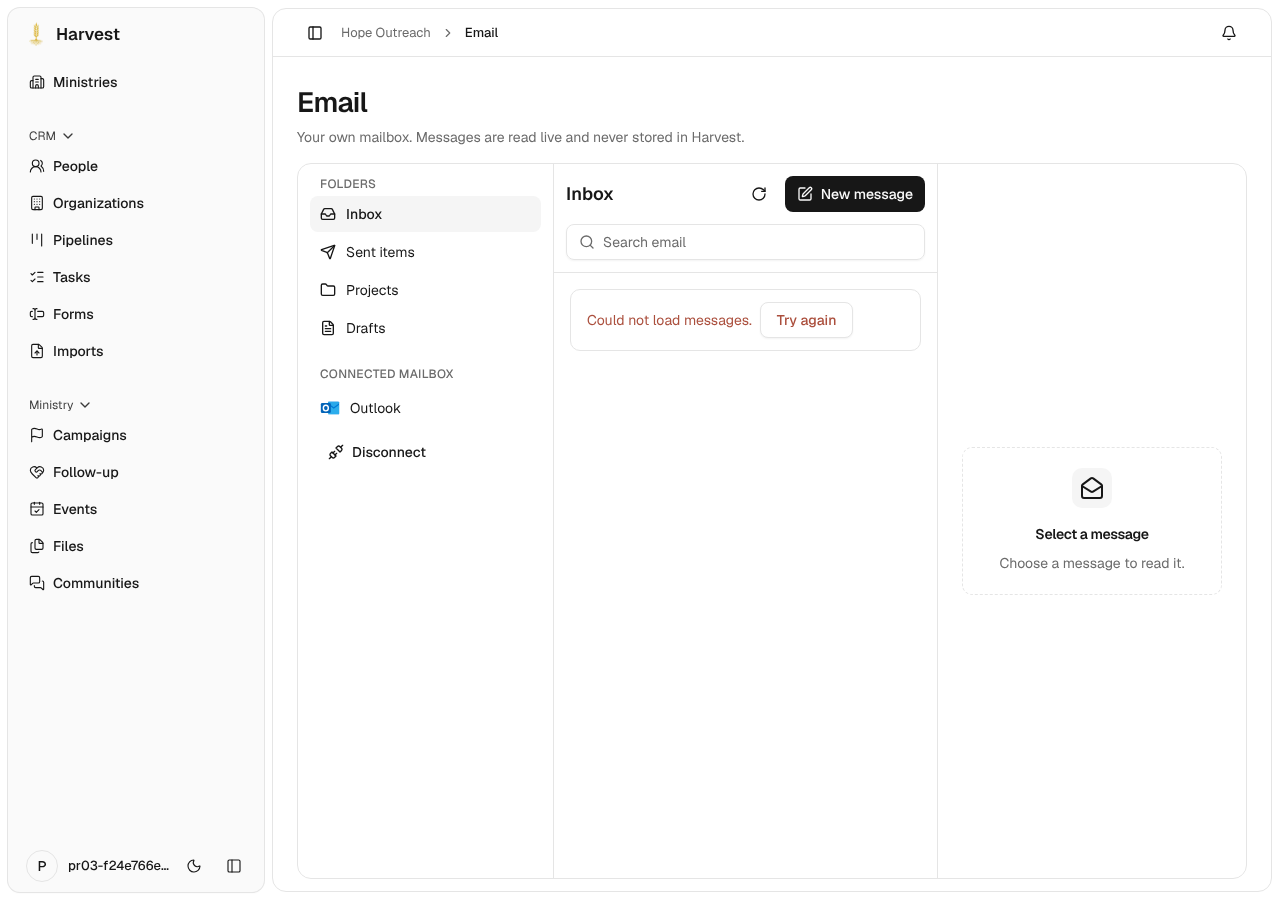 Harvest
Ministries
CRM
People
Organizations
Pipelines
Tasks
Forms
Imports
Ministry
Campaigns
Follow-up
Events
Files
Communities
P pr03-f24e766e...
Hope Outreach > Email
Email
Your own mailbox. Messages are read live and never stored in Harvest.
FOLDERS
Inbox
Sent items
Projects
Drafts
CONNECTED MAILBOX
Outlook
Disconnect
Inbox
New message
Search email
Could not load messages. Try again
Select a message
Choose a message to read it.